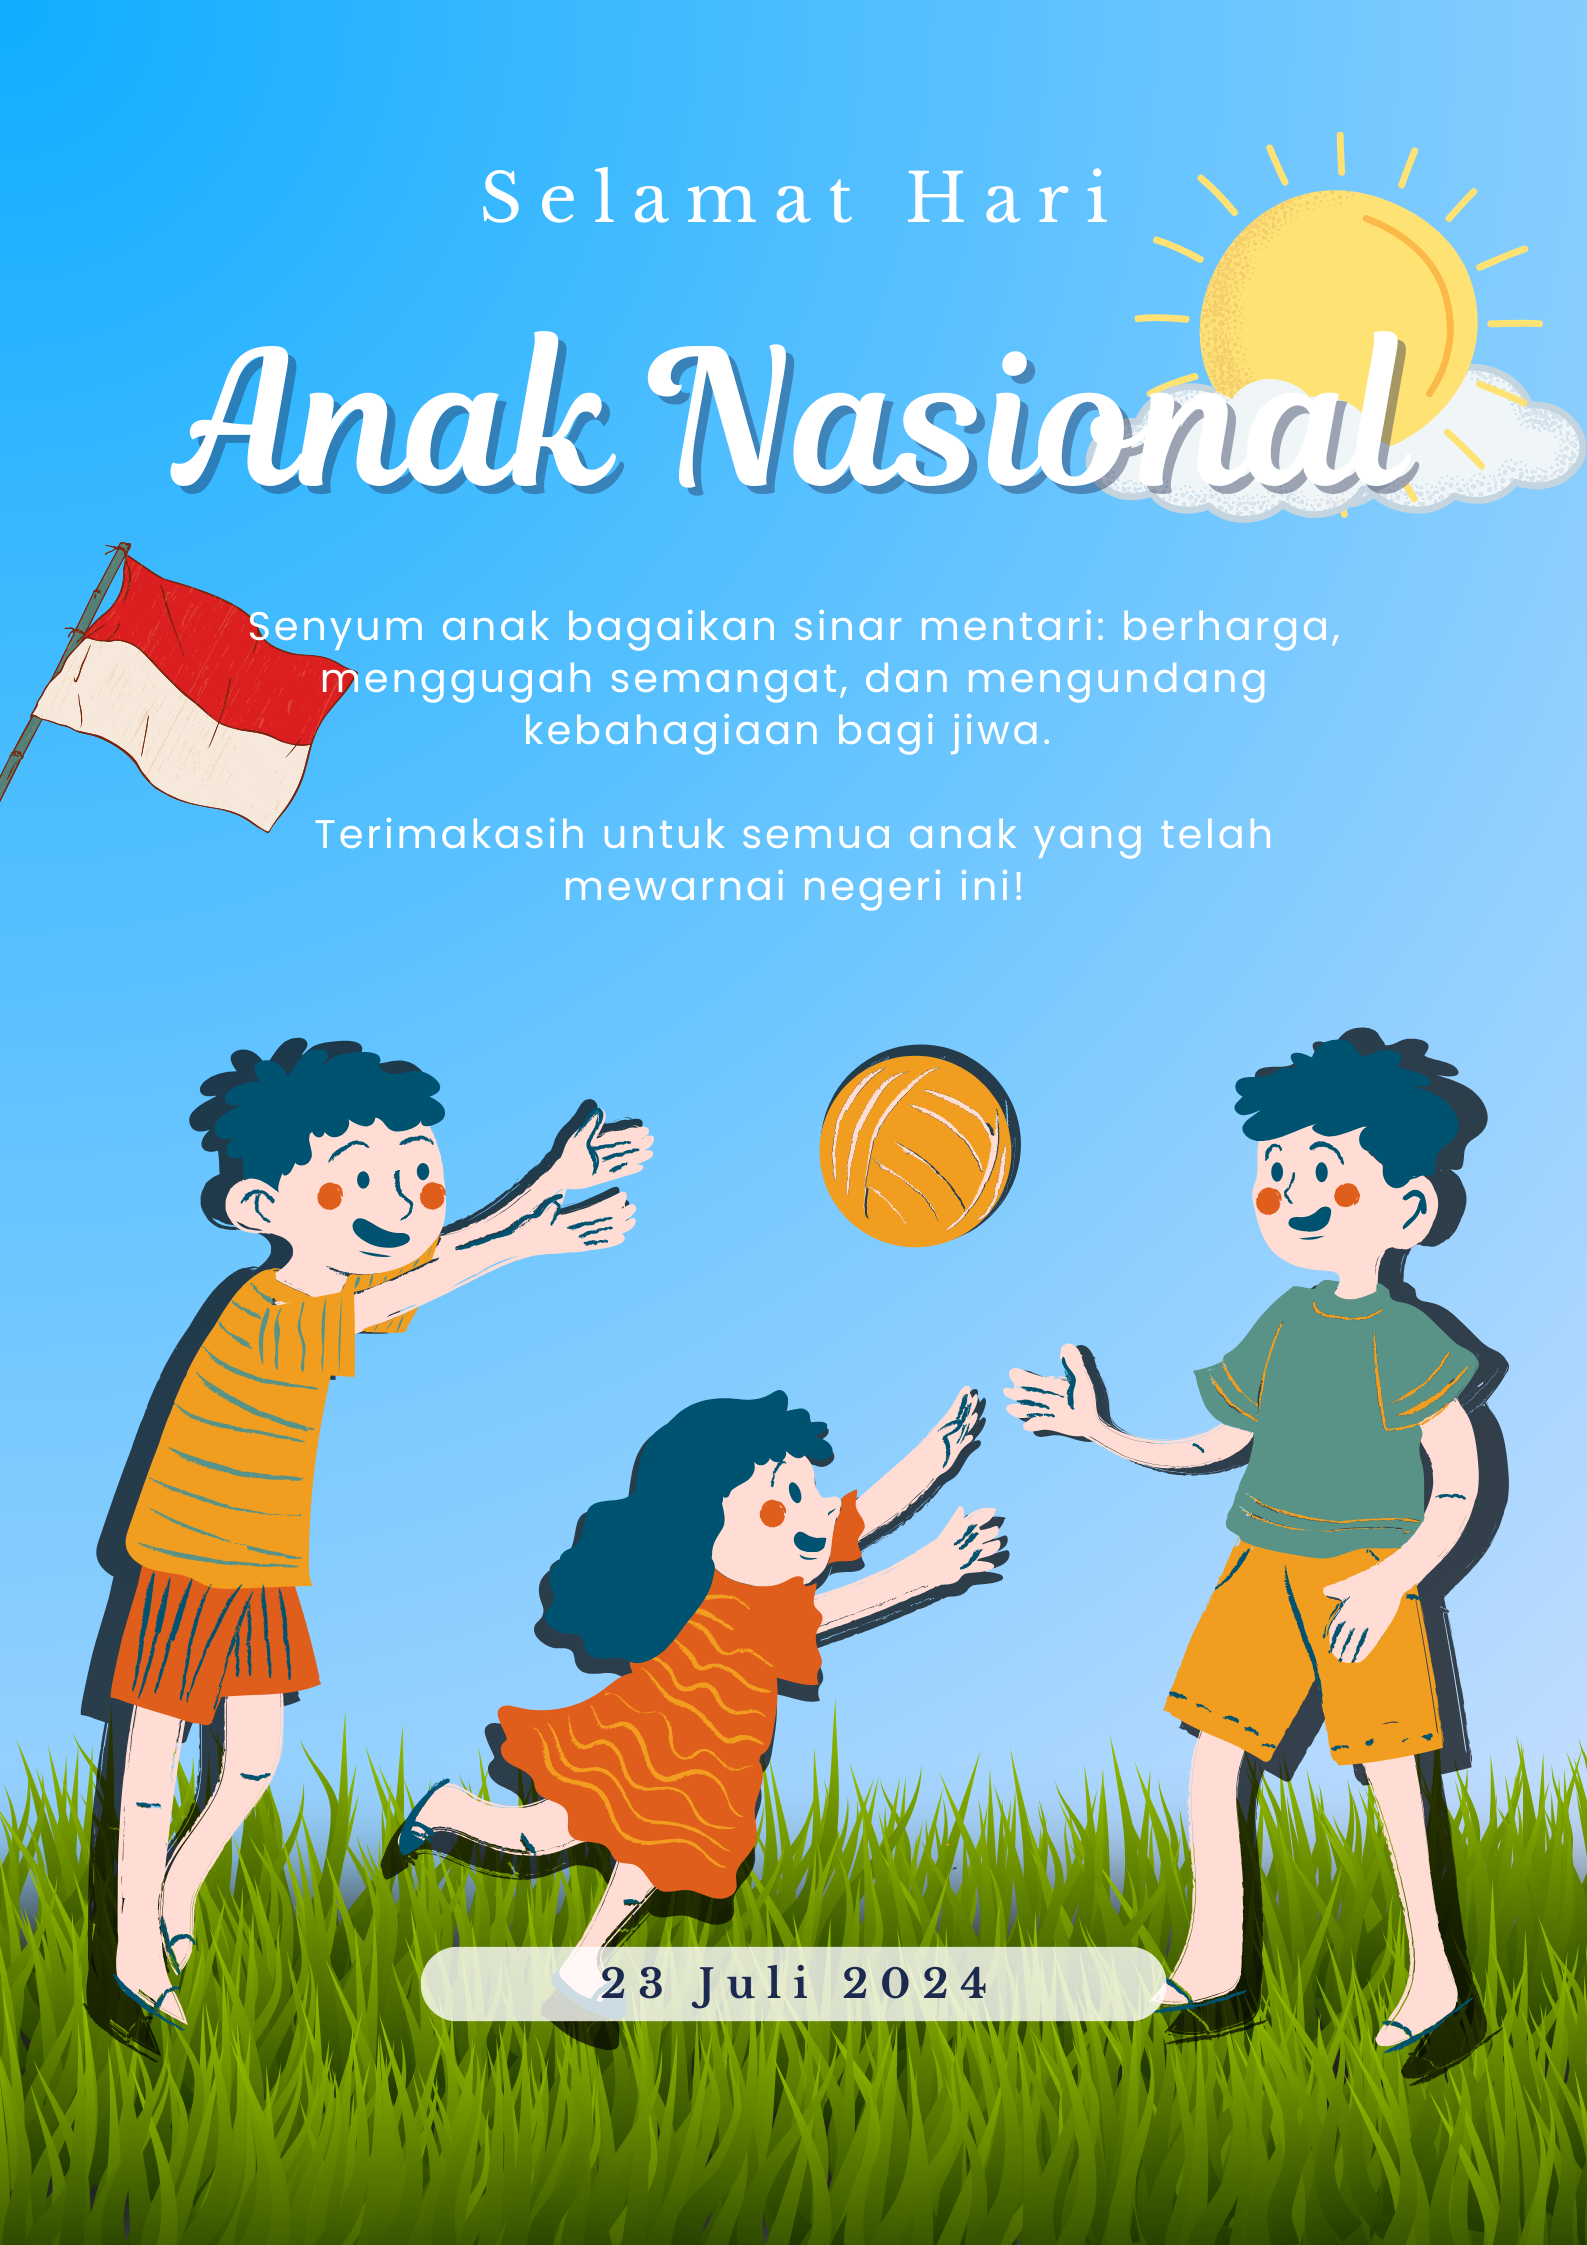 Selamat Hari
Anak Nasional
Senyum anak bagaikan sinar mentari: berharga,
menggugah semangat, dan mengundang
kebahagiaan bagi jiwa.
Terimakasih untuk semua anak yang telah
mewarnai negeri ini!
23 Juli 2024